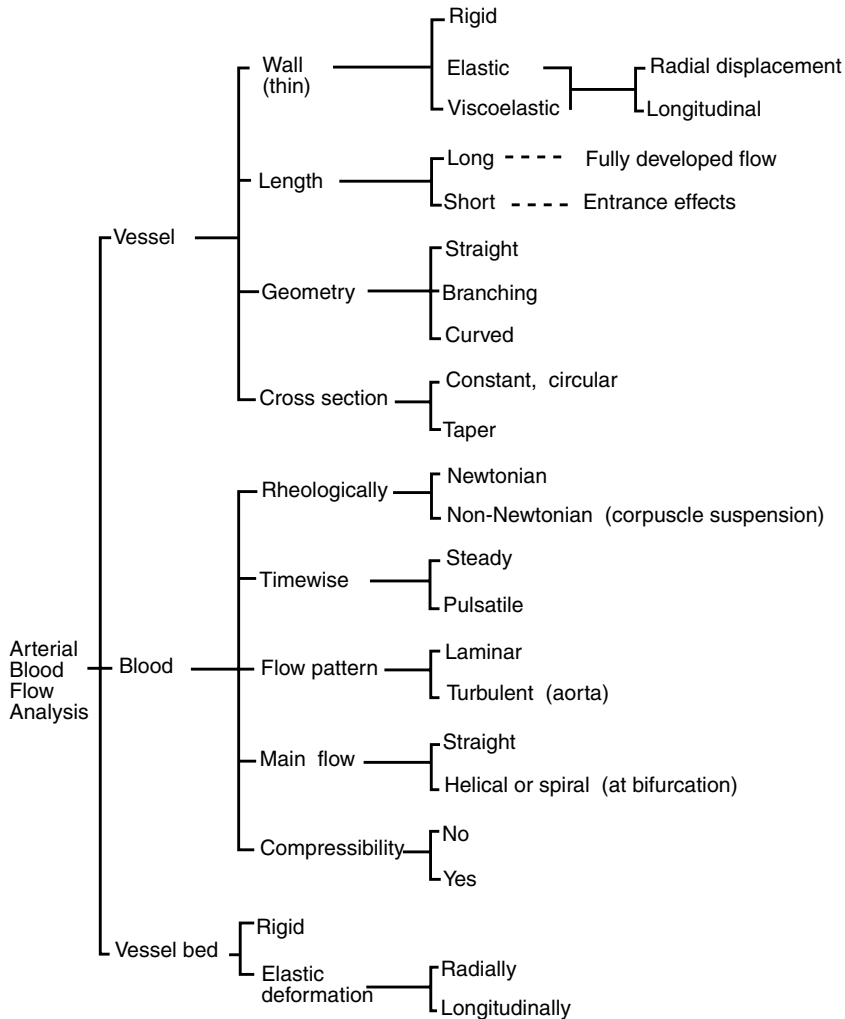 Arterial
Blood
Flow
Analysis
Vessel
Wall
(thin)
Rigid
Elastic
Viscoelastic
Radial displacement
Longitudinal
Length
Long
Fully developed flow
Short
Entrance effects
Geometry
Straight
Branching
Curved
Cross section
Constant, circular
Taper
Blood
Rheologically
Newtonian
Non-Newtonian (corpuscle suspension)
Timewise
Steady
Pulsatile
Flow pattern
Laminar
Turbulent (aorta)
Main flow
Straight
Helical or spiral (at bifurcation)
Compressibility
No
Yes
Vessel bed
Rigid
Elastic
deformation
Radially
Longitudinally